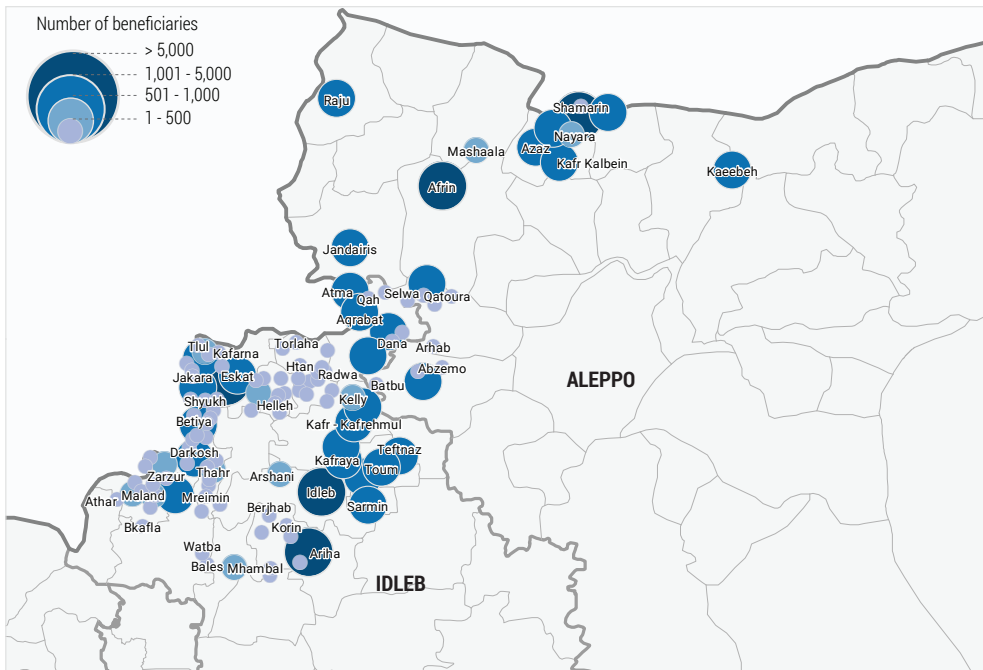 Number of beneficiaries
> 5,000
1,001 - 5,000
501 - 1,000
1 - 500
Raju
Shamarin
Nayara
Azaz
Mashaala
Kafr Kalbein
Kaeebeh
Afrin
Jandairis
Atma
Qah
Selwa
Qatoura
Aqrabat
Dana
Arhab
Tlul
Kafarna
Torlaha
Htan
Radwa
Abzemo
ALEPPO
Jakara
Eskat
Batbu
Shyukh
Helleh
Kelly
Betiya
Kafr - Kafrehmul
Darkosh
Teftnaz
Kafraya
Toum
Zarzur
Thahr
Arshani
Idleb
Athar
Maland
Mreimin
Sarmin
Berjhab
Bkafla
Korin
Watba
Ariha
Bales
Mhambal
IDLEB